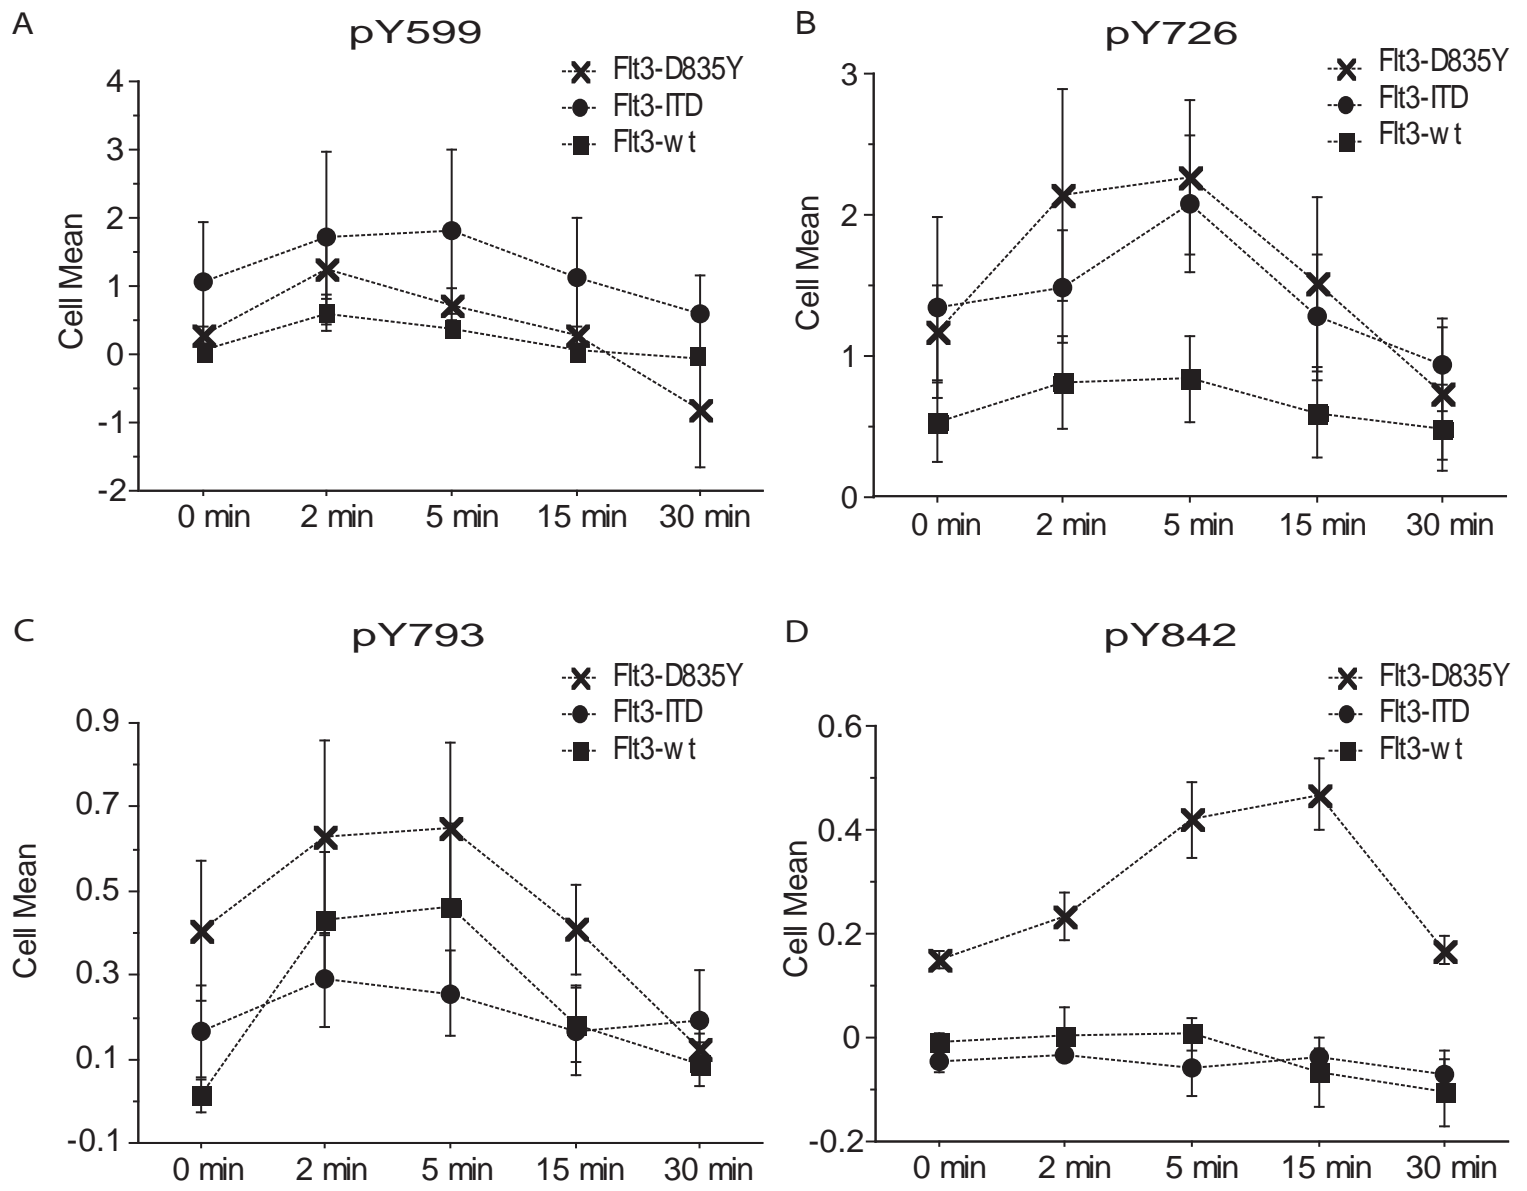 A
pY599
Flt3-D835Y
Flt3-ITD
Flt3-wt
4
3
2
1
0
-1
-2
Cell Mean
0 min 2 min 5 min 15 min 30 min
B
pY726
Flt3-D835Y
Flt3-ITD
Flt3-wt
3
2
1
0
Cell Mean
0 min 2 min 5 min 15 min 30 min
C
pY793
Flt3-D835Y
Flt3-ITD
Flt3-wt
0.9
0.7
0.5
0.3
0.1
-0.1
Cell Mean
0 min 2 min 5 min 15 min 30 min
D
pY842
Flt3-D835Y
Flt3-ITD
Flt3-wt
0.6
0.4
0.2
0
-0.2
Cell Mean
0 min 2 min 5 min 15 min 30 min